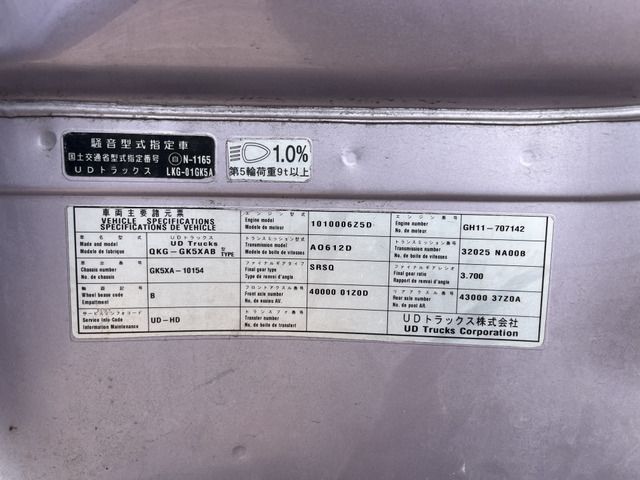 騒音型式指定車
国土交通省型式指定番号 自 N-1165
UDトラックス LKG-01GK5A
1.0%
第5輪荷重9t以上
車両主要諸元票
VEHICLE SPECIFICATIONS
SPECIFICATIONS DE VEHICLE
車名 UDトラックス 型式
Make and model UD Trucks
Modele de fabrique QKG-GK5XAB TYPE
車台番号
Chassis number GK5XA-10154
No. de chassis
軸距記号
Wheel besee code B
Empattement
サービスインフォコード
Service Info Code UD-HD
Information Maintenance
エンジン型式
Engine model 1010006Z5D
Modele de moteur
トランスミッション型式
Transmission model AO612D
Modele de boite de vitesses
ファイナルギアタイプ
Final gear type SRSQ
Type de renvoi d'angle
フロントアクスル番号
Front axle number 40000 01Z0D
No. de essieu AV.
トランスファ番号
Transfer number
No. de boite de transfert
エンジン番号
Engine number GH11-707142
No. de moteur
トランスミッション番号
Transmission number 32025 NA00B
No. de boite de vitesses
ファイナルギアレシオ
Final gear ratio 3.700
Rapport de renvoi d'angle
リアアクスル番号
Rear axle number 43000 37Z0A
No. de pont AR.
UDトラックス株式会社
UD Trucks Corporation